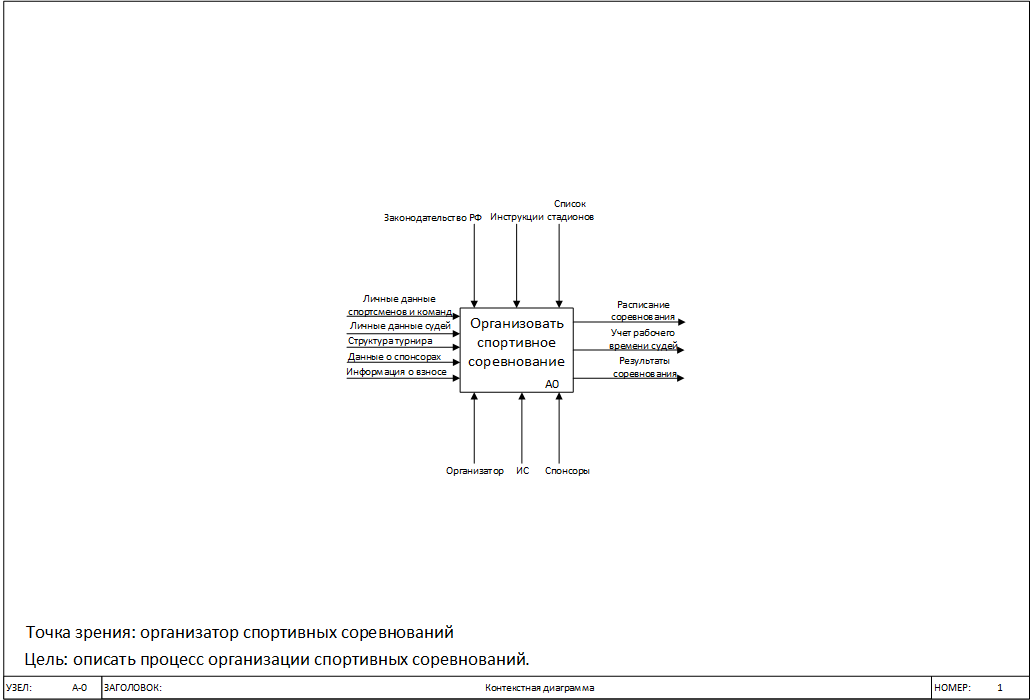 Список
Законодательство РФ
Инструкции
стадионов
Личные данные
спортсменов и команд
Личные данные судей
Структура турнира
Данные о спонсорах
Информация о взносе
Организовать
спортивное
соревнование
A0
Расписание
соревнования
Учет рабочего
времени судей
Результаты
соревнования
Организатор
ИС
Спонсоры
Точка зрения: организатор спортивных соревнований
Цель: описать процесс организации спортивных соревнований.
УЗЕЛ:
A-0
ЗАГОЛОВОК:
Контекстная диаграмма
НОМЕР:
1